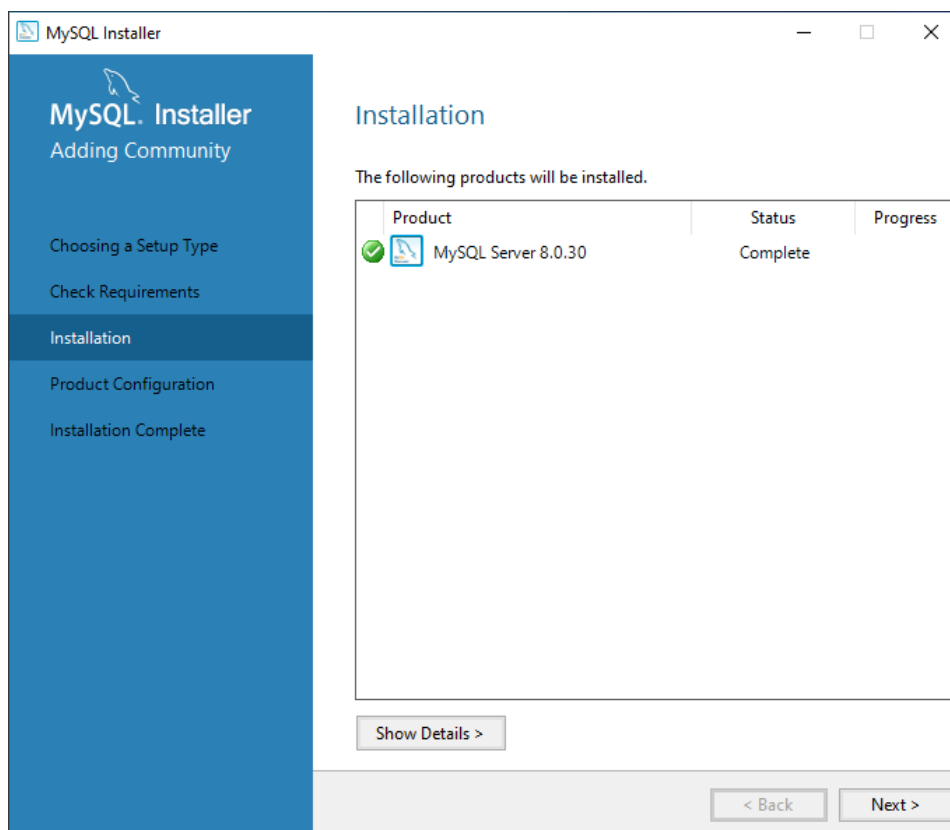 MySQL Installer
MySQL. Installer
Adding Community
Choosing a Setup Type
Check Requirements
Installation
Product Configuration
Installation Complete
Installation
The following products will be installed.
Product Status Progress
MySQL Server 8.0.30 Complete
Show Details >
< Back Next >